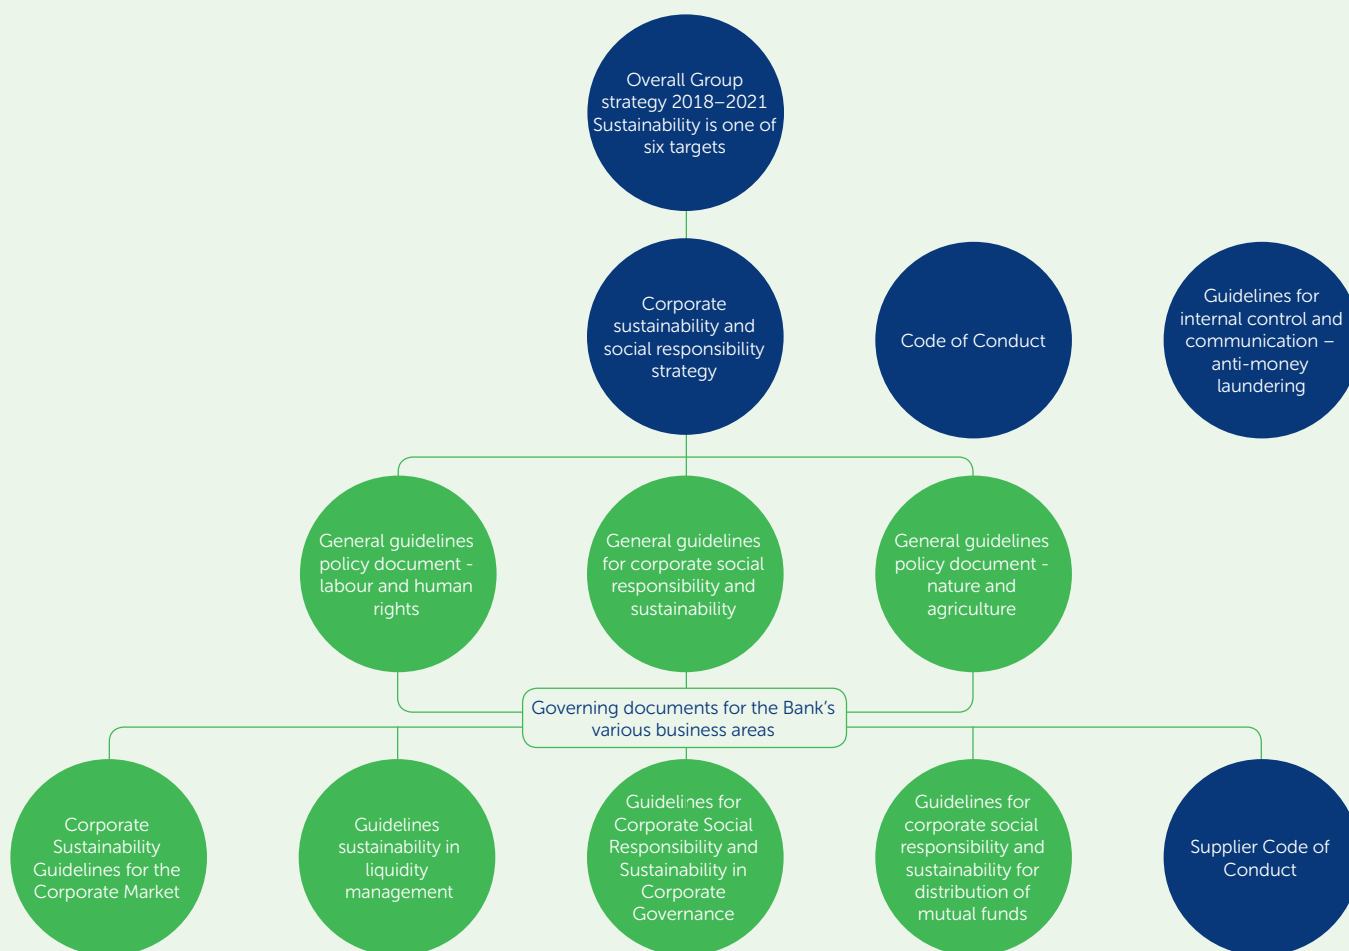 Overall Group
strategy 2018–2021
Sustainability is one of
six targets
Corporate
sustainability and
social responsibility
strategy
Code of Conduct
Guidelines for
internal control and
communication –
anti-money
laundering
General guidelines
policy document -
labour and human
rights
General guidelines
for corporate social
responsibility and
sustainability
General guidelines
policy document -
nature and
agriculture
Governing documents for the Bank's
various business areas
Corporate
Sustainability
Guidelines for the
Corporate Market
Guidelines
sustainability in
liquidity
management
Guidelines for
Corporate Social
Responsibility and
Sustainability in
Corporate
Governance
Guidelines for
corporate social
responsibility and
sustainability for
distribution of
mutual funds
Supplier Code of
Conduct